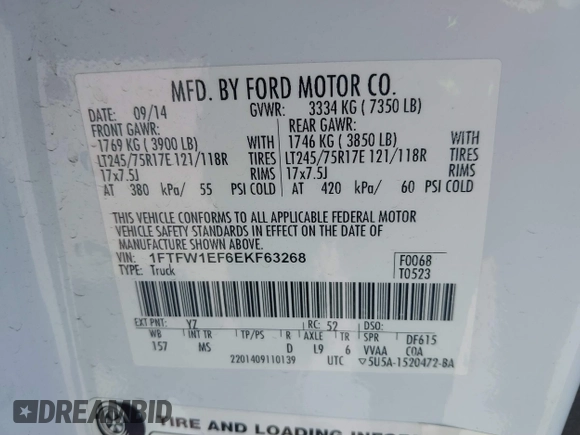 MFD. BY FORD MOTOR CO.
DATE: 09/14 GVWR: 3334 KG ( 7350 LB)
FRONT GAWR: REAR GAWR:
-1769 KG ( 3900 LB) WITH 1746 KG ( 3850 LB) WITH
LT245/75R17E 121/118R TIRES LT245/75R17E 121/118R TIRES
17x7.5J RIMS 17x7.5J RIMS
AT 380 kPa/ 55 PSI COLD AT 420 kPa/ 60 PSI COLD
THIS VEHICLE CONFORMS TO ALL APPLICABLE FEDERAL MOTOR
VEHICLE SAFETY STANDARDS IN EFFECT ON THE DATE OF
MANUFACTURE SHOWN ABOVE.
VIN: 1FTFW1EF6EKF63268 F0068
TYPE: Truck T0523
EXT PNT: YZ RC: 52 DSO:
WB INT TR TP/PS R AXLE TR SPR DF615
157 MS D L9 6 VVAA COA
2201409110139 UTC ▽5U5A-1520472-BA
TIRE AND LOADING
DREAMBID